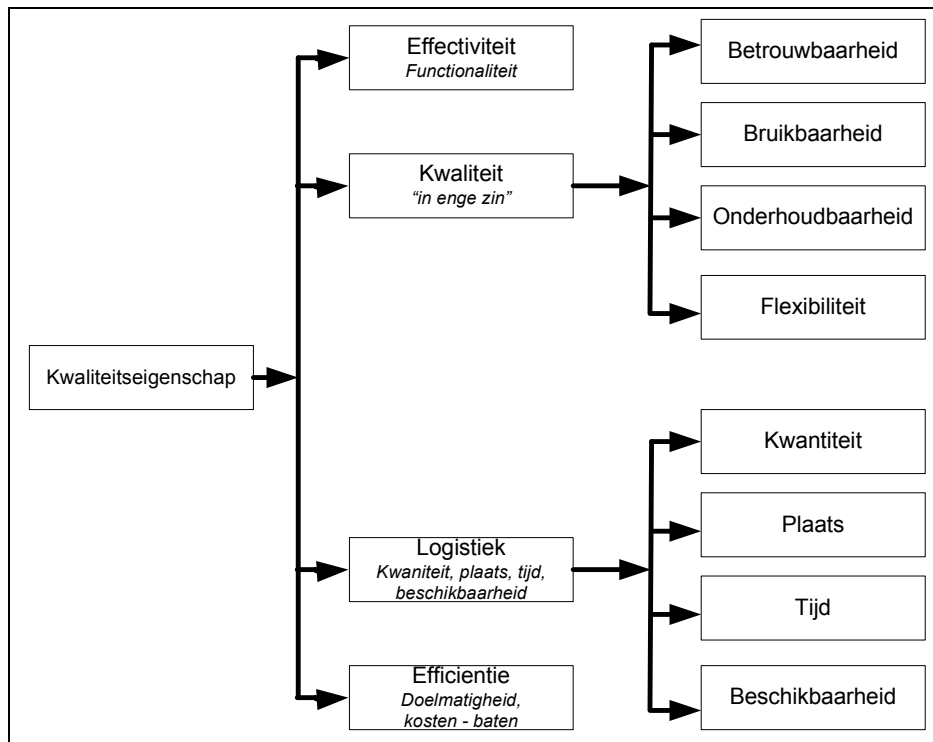 Kwaliteitseigenschap
Effectiviteit
Functionaliteit
Kwaliteit
“in enge zin”
Betrouwbaarheid
Bruikbaarheid
Onderhoudbaarheid
Flexibiliteit
Logistiek
Kwaniteit, plaats, tijd,
beschikbaarheid
Kwantiteit
Plaats
Tijd
Beschikbaarheid
Efficientie
Doelmatigheid,
kosten - baten